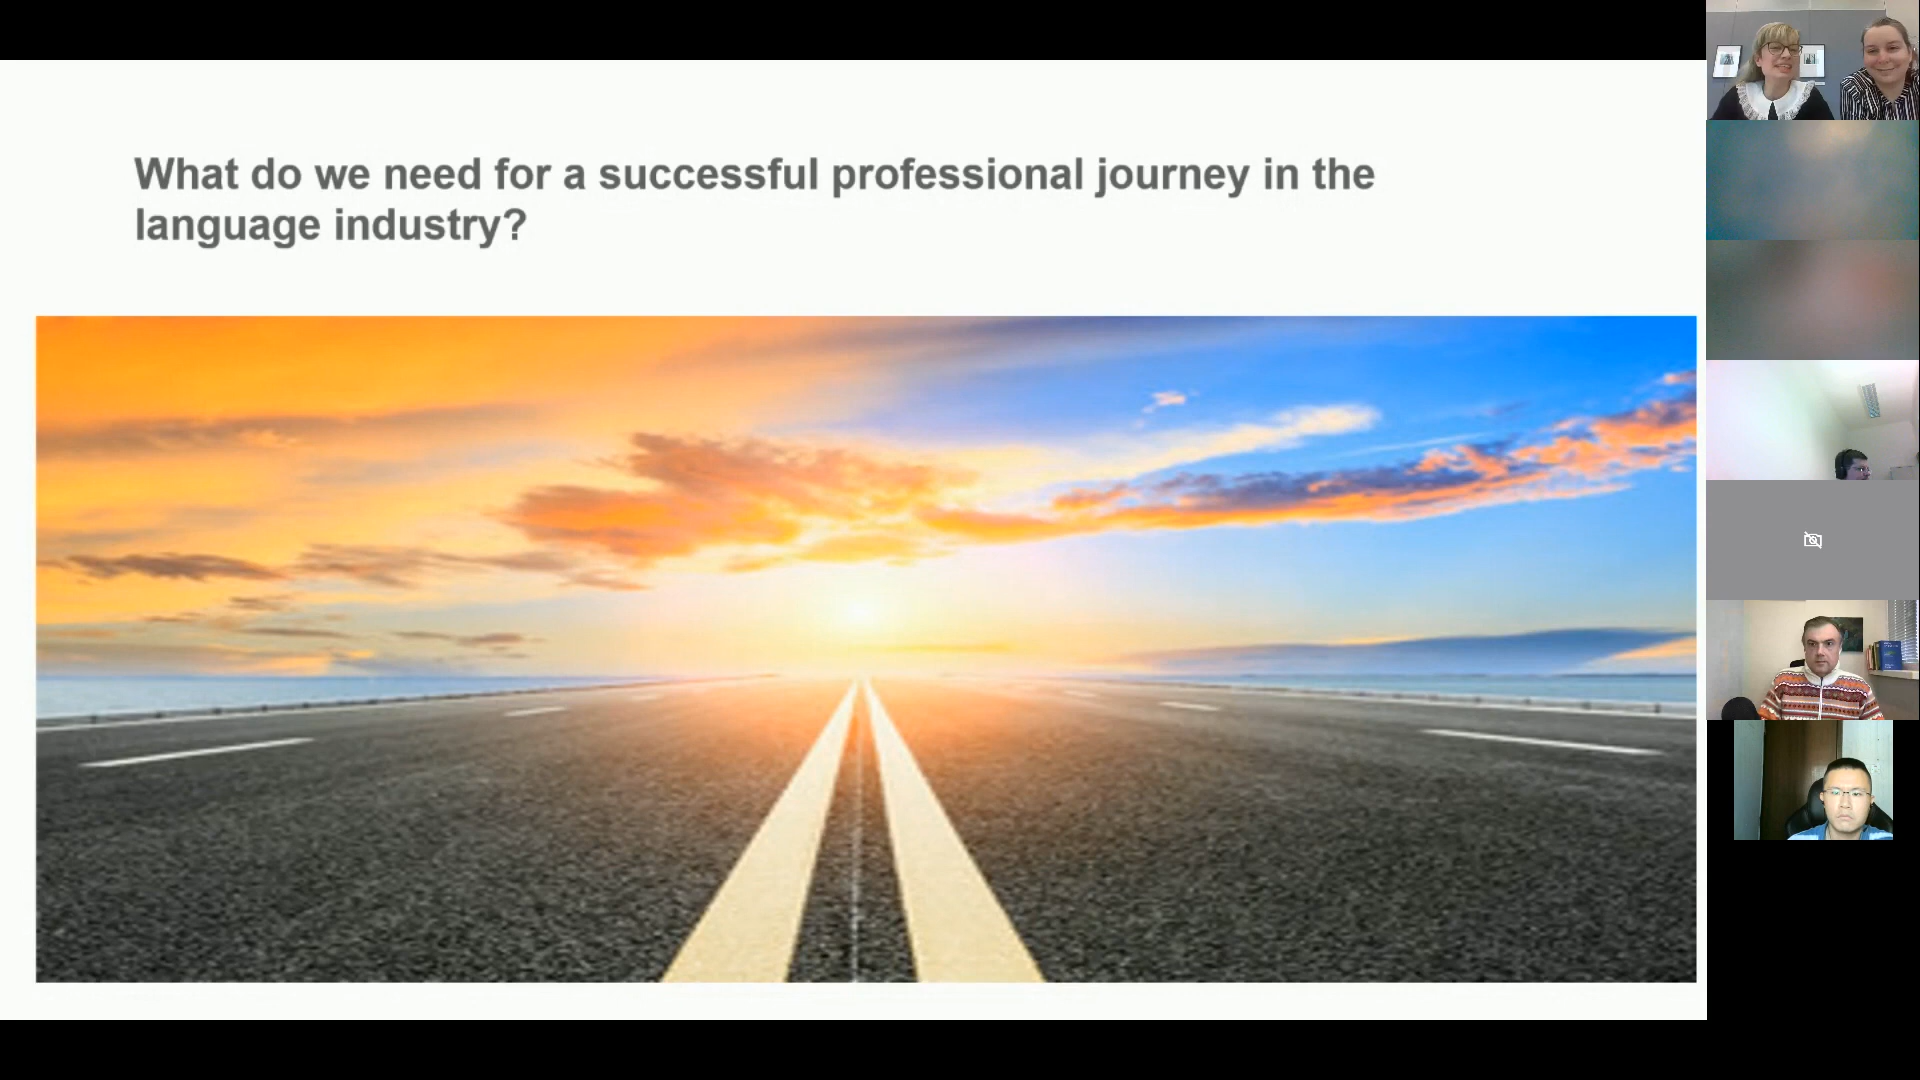 What do we need for a successful professional journey in the
language industry?